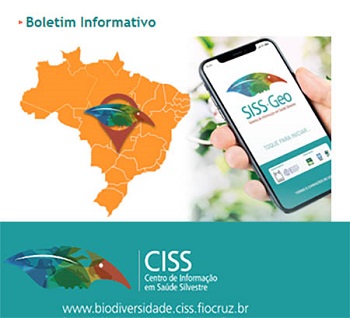 Boletim Informativo
SISS-Geo
TOQUE PARA INICIAR...
CISS
Centro de Informação
em Saúde Silvestre
www.biodiversidade.ciss.fiocruz.br